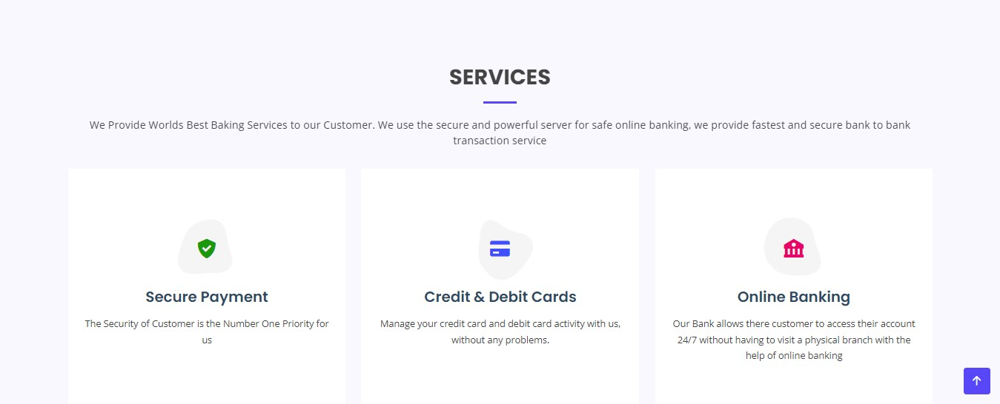 SERVICES
We Provide Worlds Best Baking Services to our Customer. We use the secure and powerful server for safe online banking, we provide fastest and secure bank to bank
transaction service
Secure Payment
The Security of Customer is the Number One Priority for
us
Credit & Debit Cards
Manage your credit card and debit card activity with us,
without any problems.
Online Banking
Our Bank allows there customer to access their account
24/7 without having to visit a physical branch with the
help of online banking